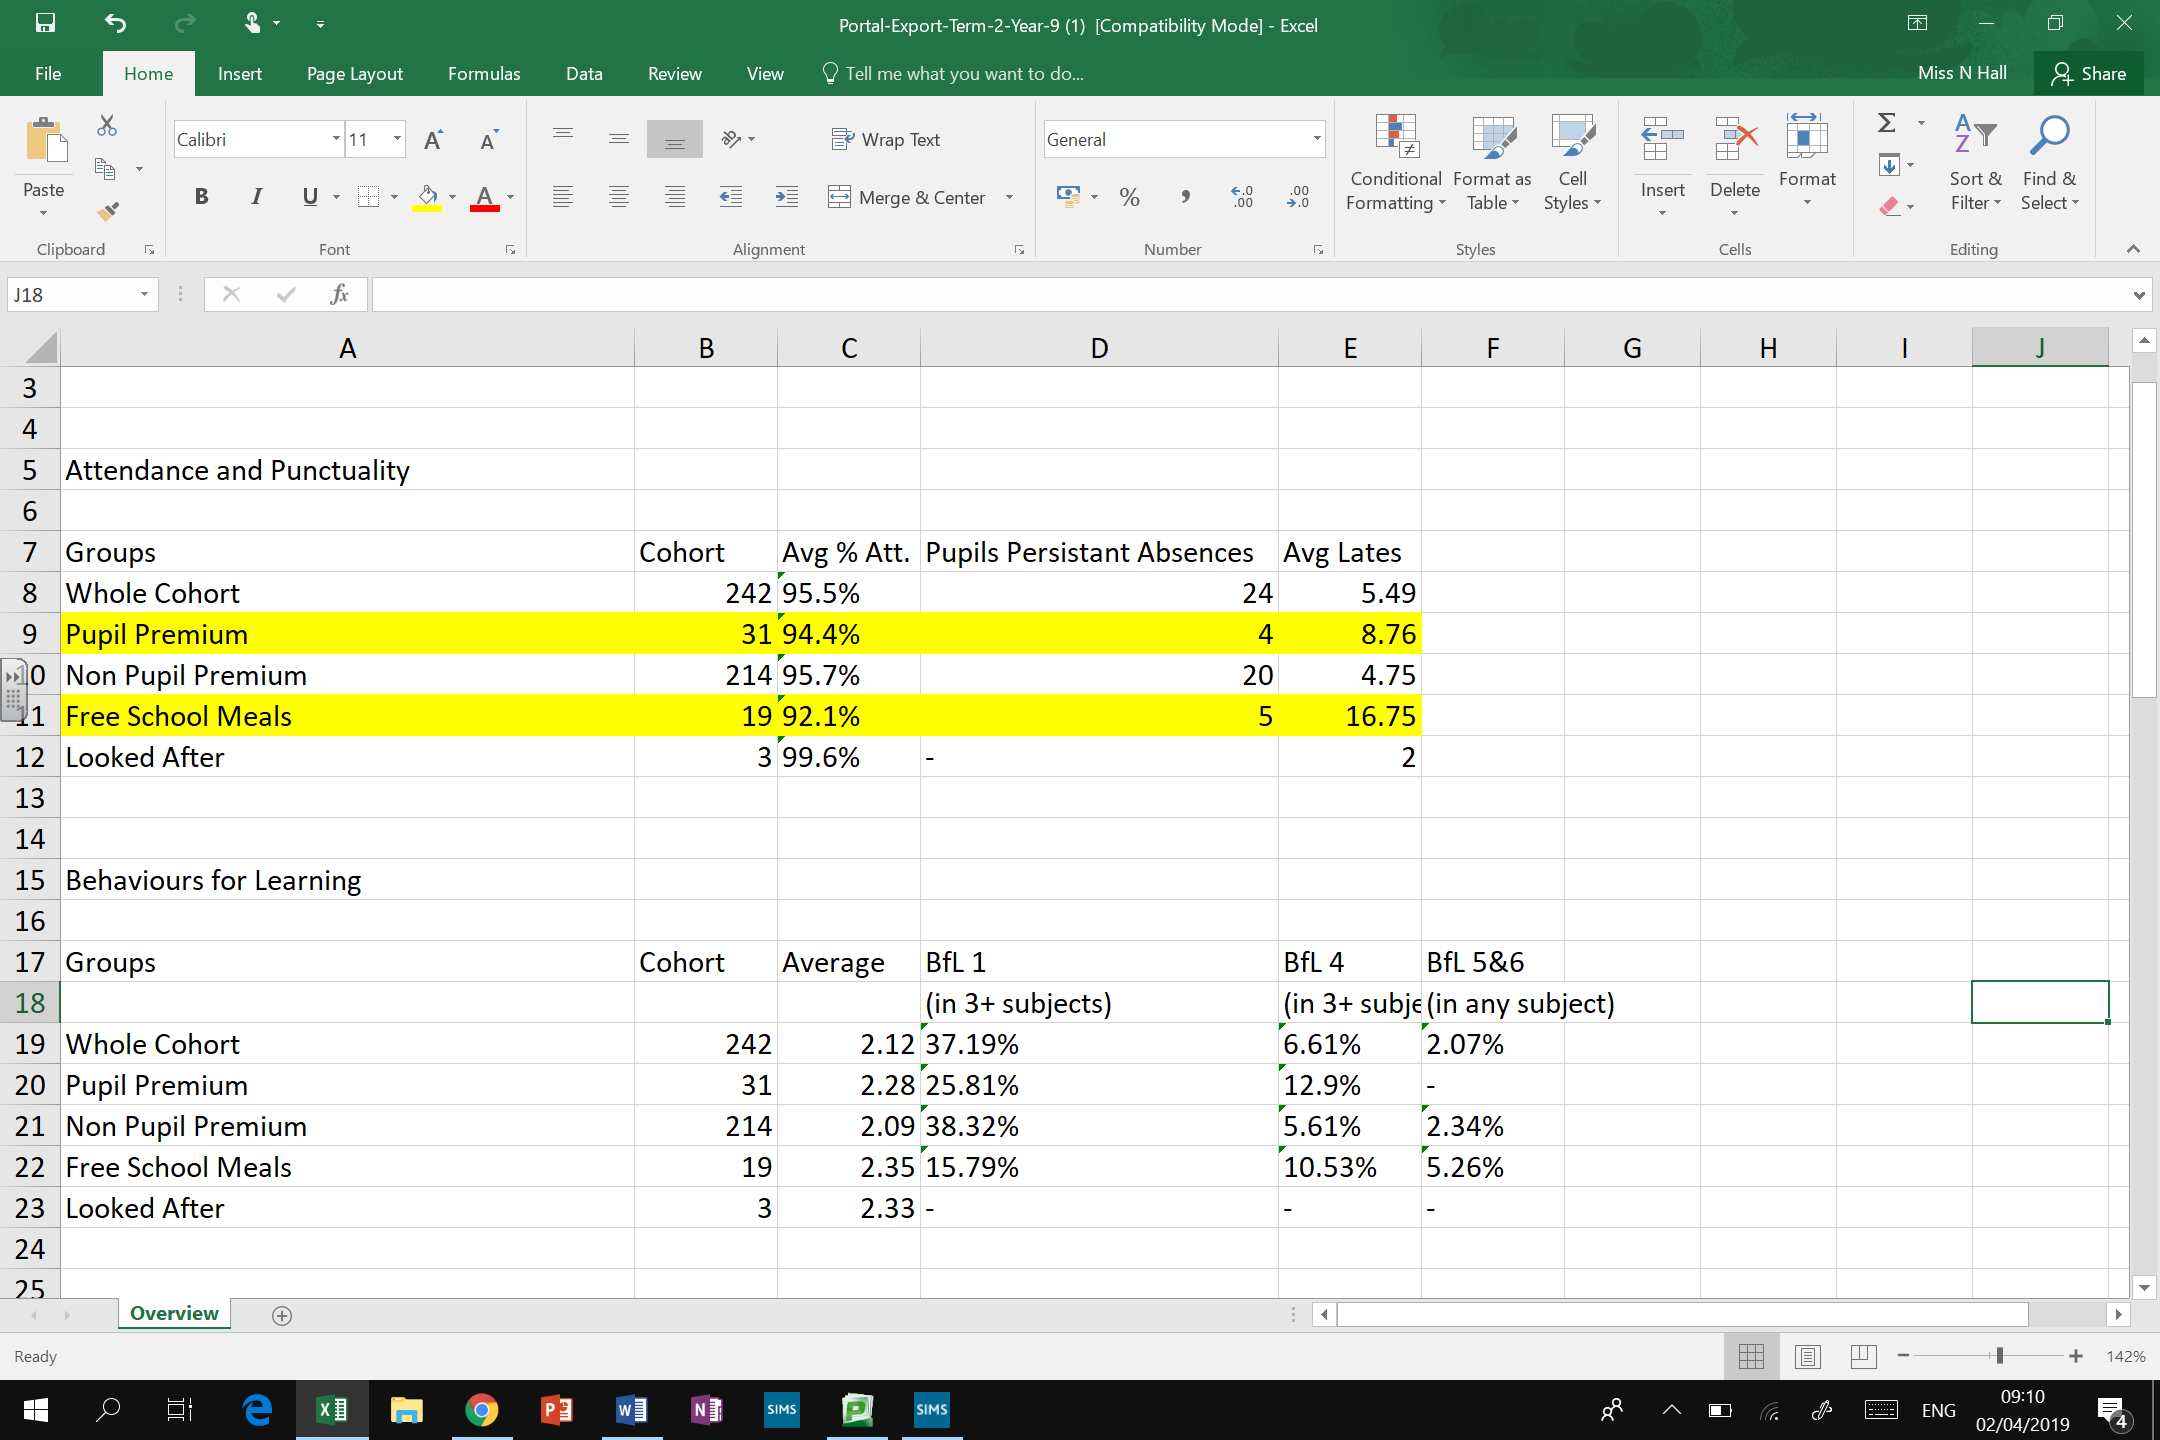 Portal-Export-Term-2-Year-9 (1) [Compatibility Mode] - Excel
File Home Insert Page Layout Formulas Data Review View Tell me what you want to do... Miss N Hall Share
Paste
Calibri 11
Wrap Text
General
B I U
Merge & Center
% ,
Conditional Formatting
Format as Table
Cell Styles
Insert
Delete
Format
Sort & Filter
Find & Select
Clipboard Font Alignment Number Styles Cells Editing
J18 fx
A B C D E F G H I J
3
4
5 Attendance and Punctuality
6
7 Groups Cohort Avg % Att. Pupils Persistant Absences Avg Lates
8 Whole Cohort 242 95.5% 24 5.49
9 Pupil Premium 31 94.4% 4 8.76
10 Non Pupil Premium 214 95.7% 20 4.75
11 Free School Meals 19 92.1% 5 16.75
12 Looked After 3 99.6% - 2
13
14
15 Behaviours for Learning
16
17 Groups Cohort Average BfL 1 BfL 4 BfL 5&6
18 (in 3+ subjects) (in 3+ subje (in any subject)
19 Whole Cohort 242 2.12 37.19% 6.61% 2.07%
20 Pupil Premium 31 2.28 25.81% 12.9% -
21 Non Pupil Premium 214 2.09 38.32% 5.61% 2.34%
22 Free School Meals 19 2.35 15.79% 10.53% 5.26%
23 Looked After 3 2.33 - - -
24
25
Overview
Ready 142%
SIMS SIMS ENG 09:10
02/04/2019 4